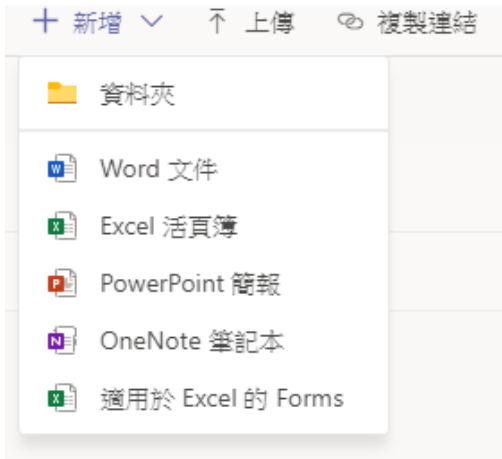 新增 上傳 複製連結
資料夾
Word 文件
Excel 活頁簿
PowerPoint 簡報
OneNote 筆記本
適用於 Excel 的 Forms